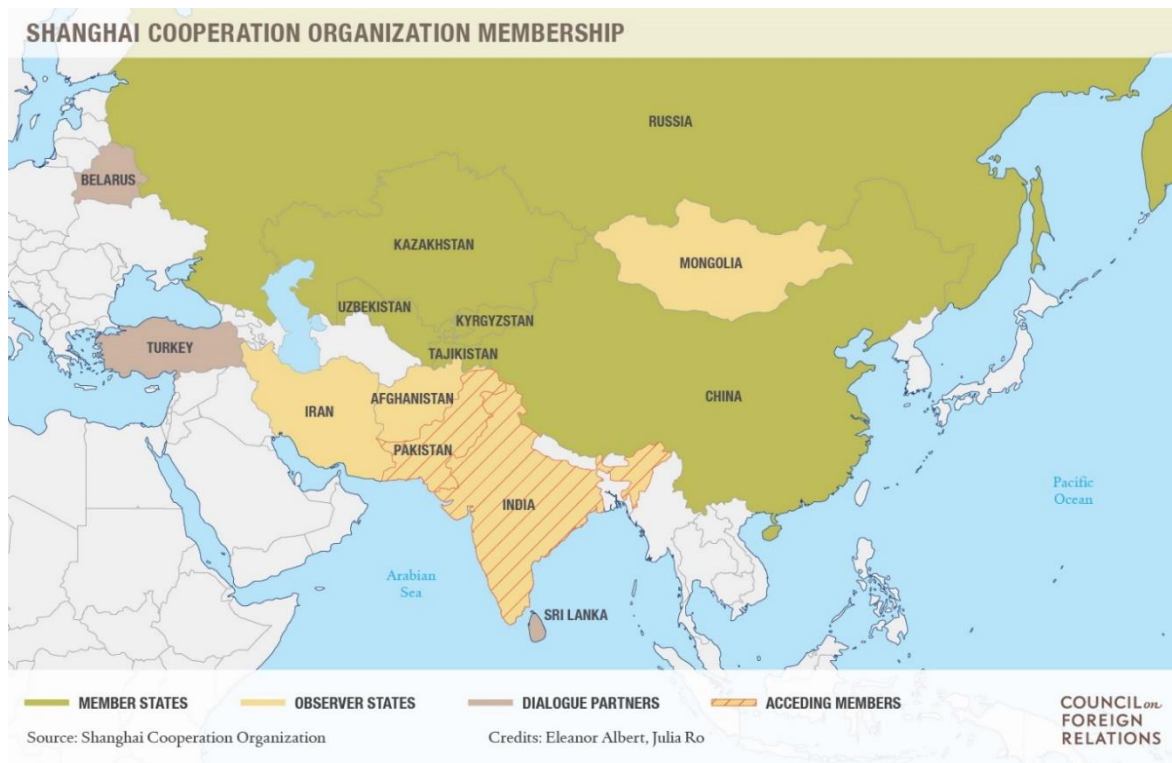 SHANGHAI COOPERATION ORGANIZATION MEMBERSHIP
RUSSIA
BELARUS
KAZAKHSTAN
MONGOLIA
UZBEKISTAN
KYRGYZSTAN
TURKEY
TAJIKISTAN
CHINA
IRAN
AFGHANISTAN
PAKISTAN
INDIA
Pacific
Ocean
Arabian
Sea
SRI LANKA
MEMBER STATES
OBSERVER STATES
DIALOGUE PARTNERS
ACCEDING MEMBERS
Source: Shanghai Cooperation Organization
Credits: Eleanor Albert, Julia Ro
COUNCIL on
FOREIGN
RELATIONS